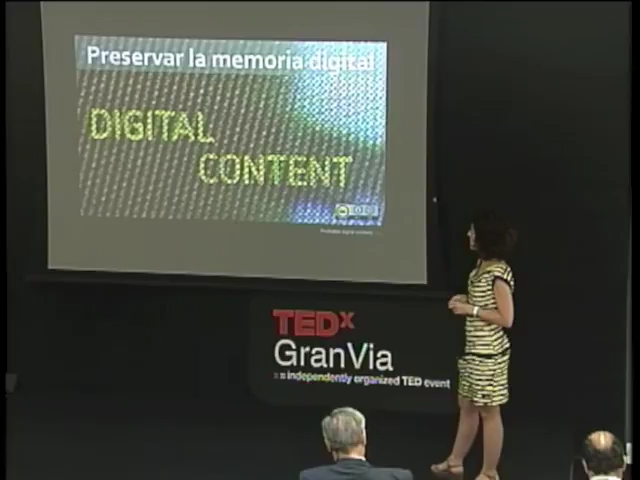 Preservar la memoria digital
DIGITAL
CONTENT
TEDx
GranVia
independently organized TED event